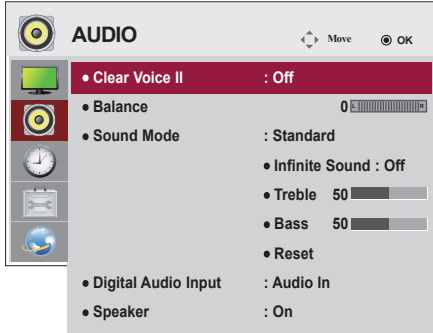 AUDIO Move OK
• Clear Voice II : Off
• Balance 0 L R
• Sound Mode : Standard
• Infinite Sound : Off
• Treble 50
• Bass 50
• Reset
• Digital Audio Input : Audio In
• Speaker : On